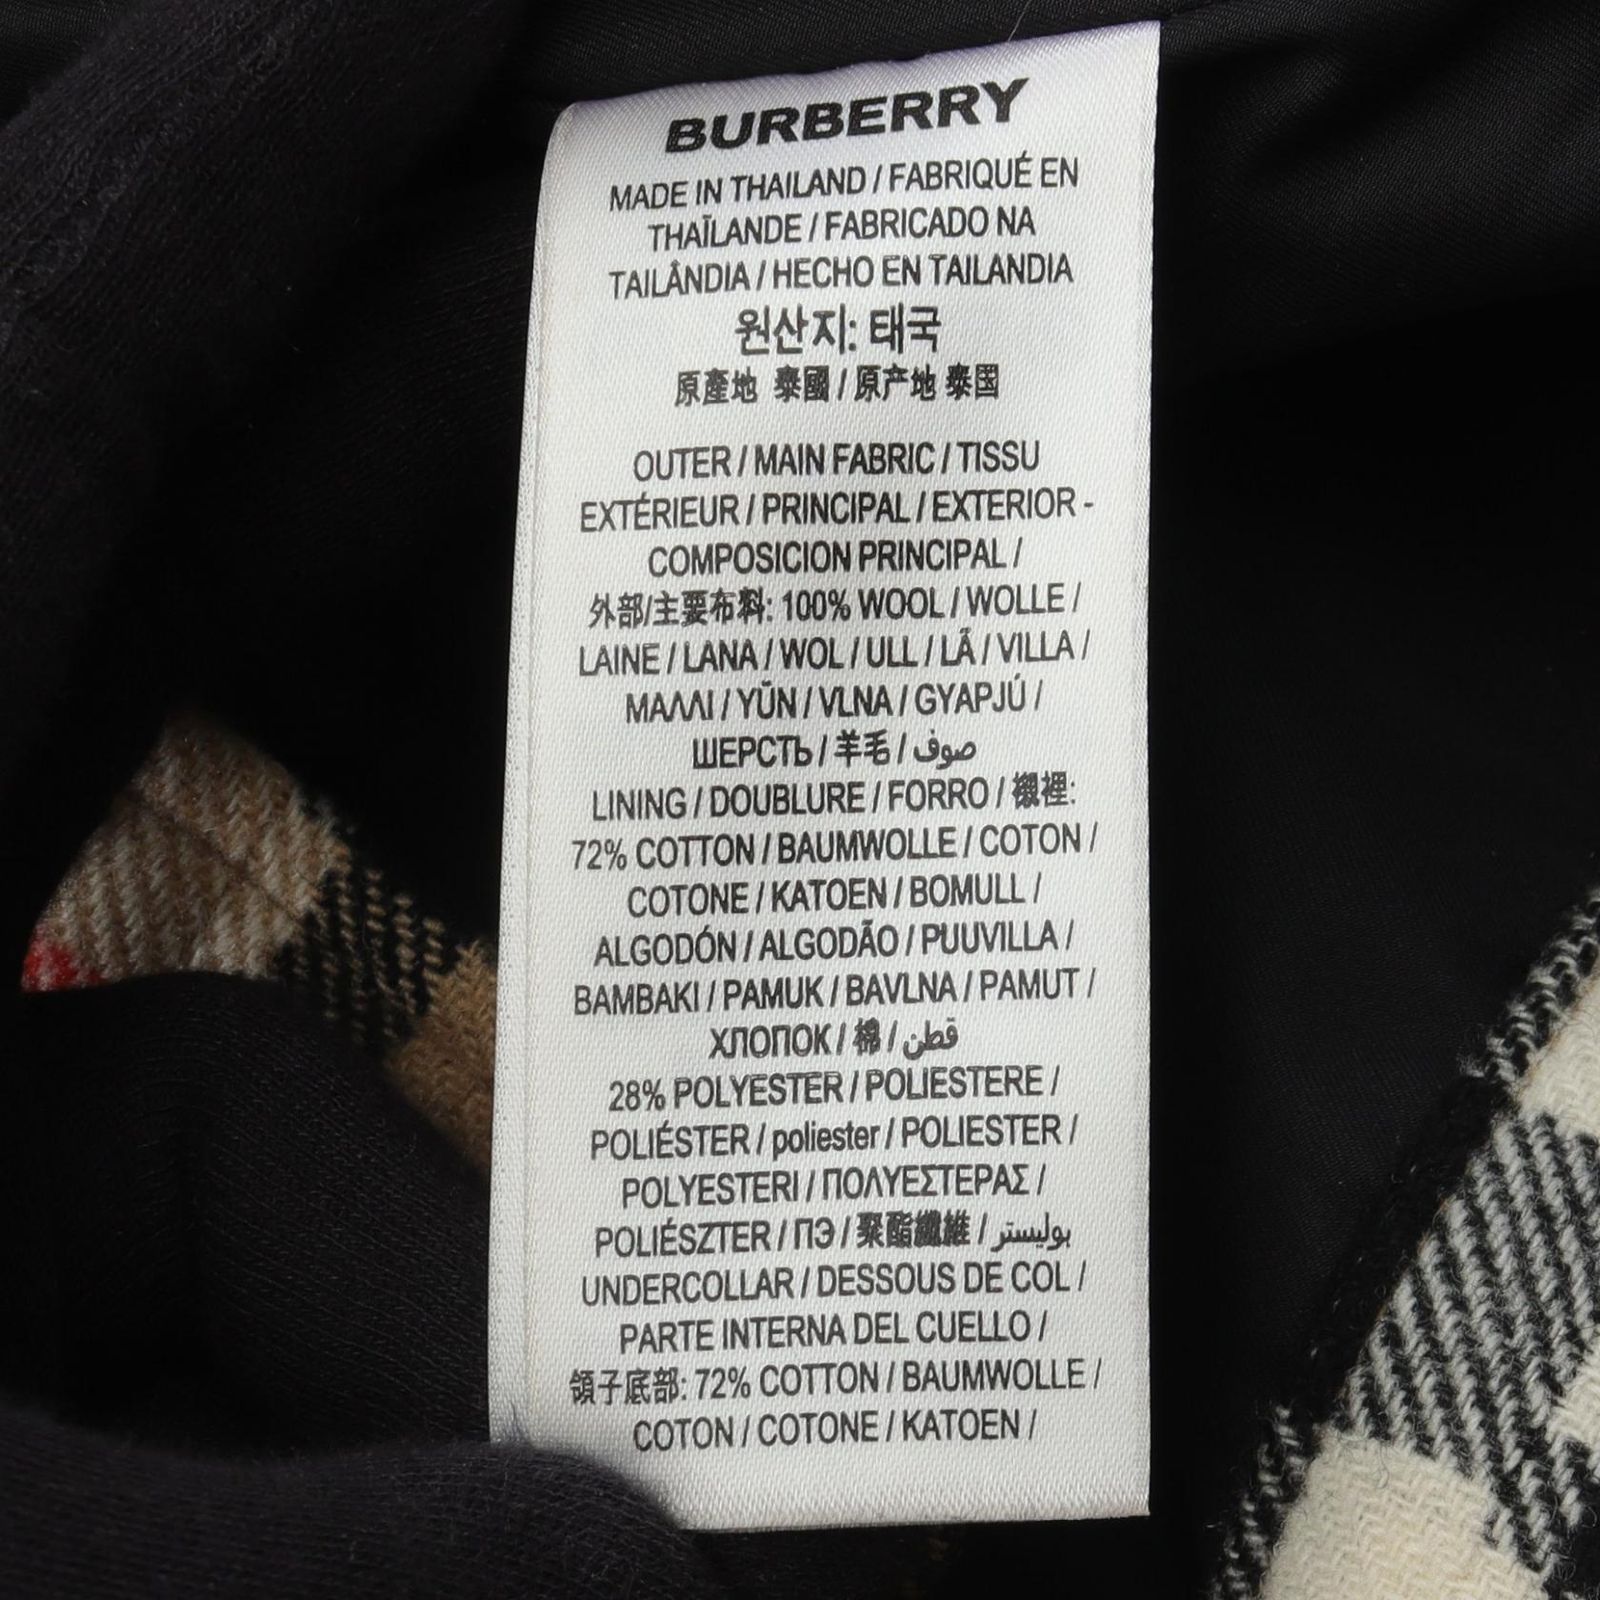 BURBERRY
MADE IN THAILAND / FABRIQUÉ EN
THAÏLANDE / FABRICADO NA
TAILÂNDIA / HECHO EN TAILANDIA
원산지: 태국
原產地 泰國 / 原产地 泰国
OUTER / MAIN FABRIC / TISSU
EXTÉRIEUR / PRINCIPAL / EXTERIOR -
COMPOSICION PRINCIPAL /
外部/主要布料: 100% WOOL / WOLLE /
LAINE / LANA / WOL / ULL / LÃ / VILLA /
ΜΑΛΛΙ / YŪN / VLNA / GYAPJÚ /
ШЕРСТЬ / 羊毛 / صوف
LINING / DOUBLURE / FORRO / 襯裡:
72% COTTON / BAUMWOLLE / COTON /
COTONE / KATOEN / BOMULL /
ALGODÓN / ALGODÃO / PUUVILLA /
BAMBAKI / PAMUK / BAVLNA / PAMUT /
ХЛОПОК / 棉 / قطن
28% POLYESTER / POLIESTERE /
POLIÉSTER / poliester / POLIESTER /
POLYESTERI / ΠΟΛΥΕΣΤΕΡΑΣ /
POLIÉSZTER / ПЭ / 聚酯纖維 / بوليستر
UNDERCOLLAR / DESSOUS DE COL /
PARTE INTERNA DEL CUELLO /
領子底部: 72% COTTON / BAUMWOLLE /
COTON / COTONE / KATOEN /